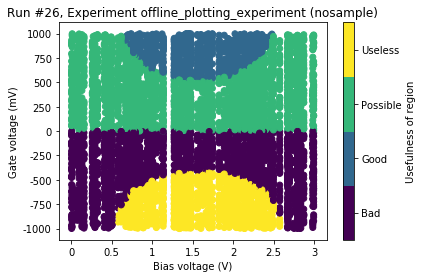 Run #26, Experiment offline_plotting_experiment (nosample)
1000
750
500
250
0
-250
-500
-750
-1000
Gate voltage (mV)
0
0.5
1
1.5
2
2.5
3
Bias voltage (V)
Useless
Possible
Good
Bad
Usefulness of region